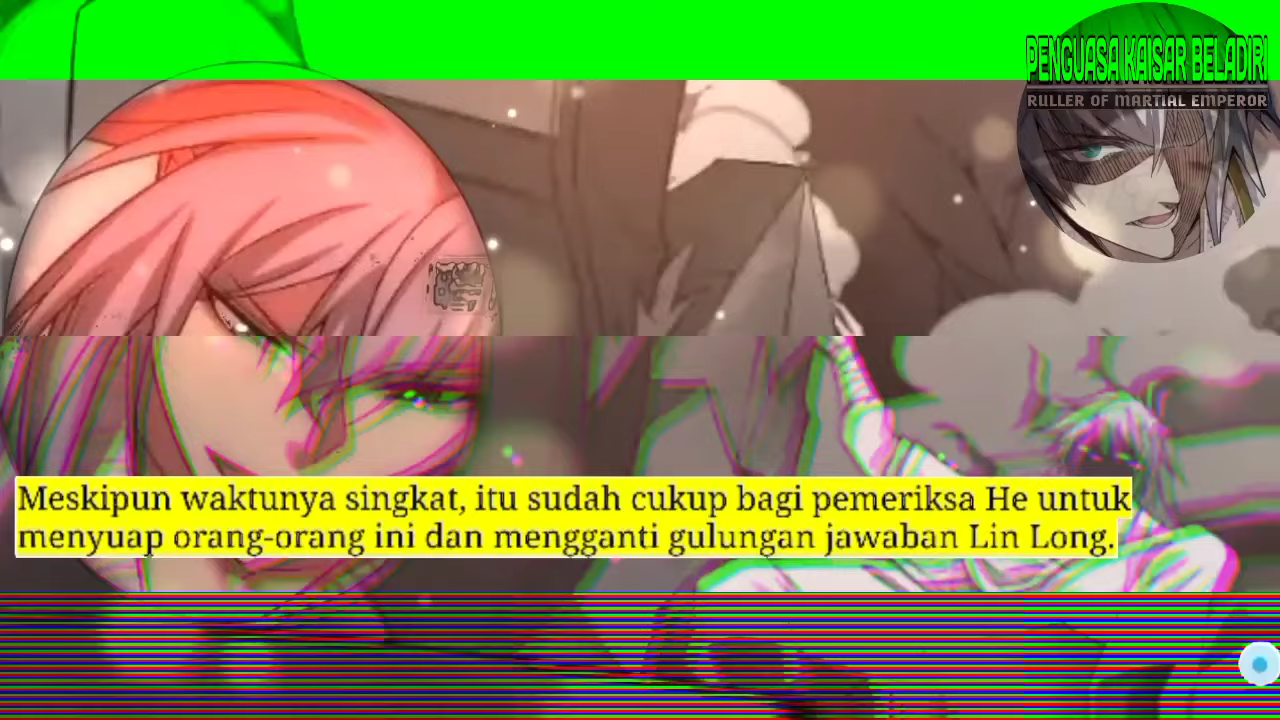 PENGUASA KAISAR BELADIRI
RULLER OF MARTIAL EMPEROR
Meskipun waktunya singkat, itu sudah cukup bagi pemeriksa He untuk
menyuap orang-orang ini dan mengganti gulungan jawaban Lin Long.